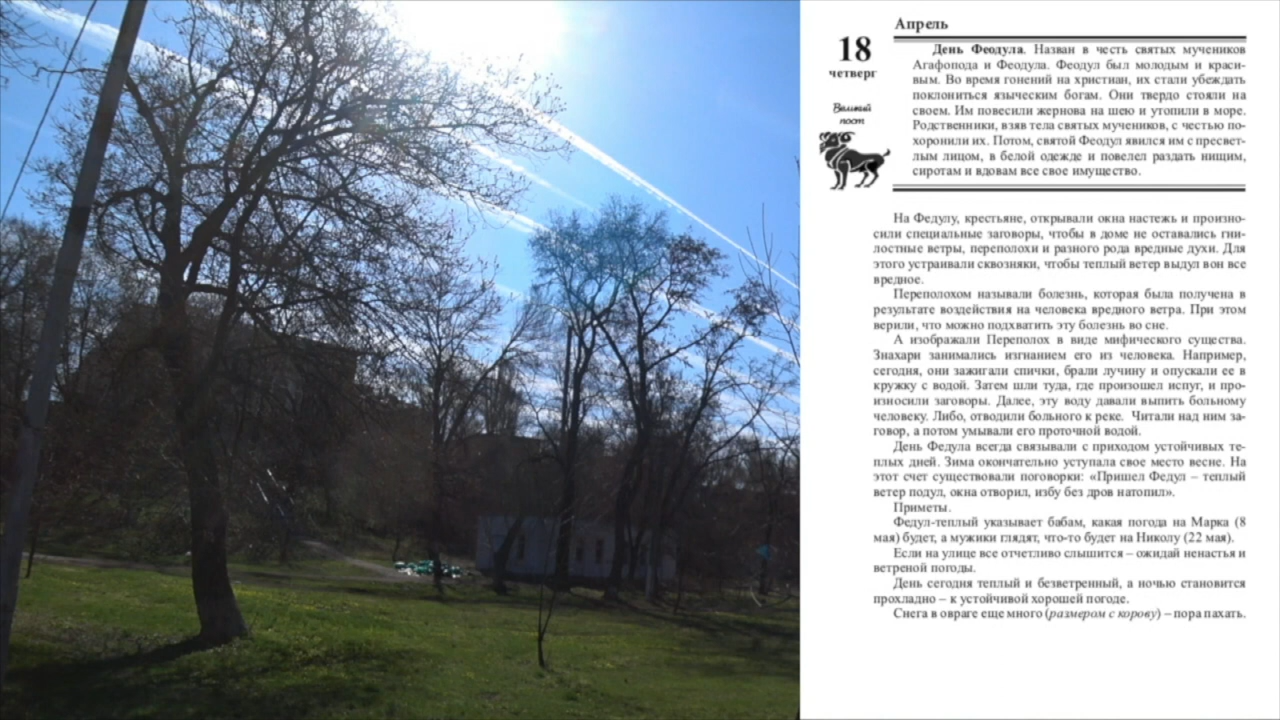 Апрель
18
четверг
Великий
пост
День Феодула. Назван в честь святых мучеников
Агафопода и Феодула. Феодул был молодым и краси-
вым. Во время гонений на христиан, их стали убеждать
поклониться языческим богам. Они твердо стояли на
своем. Им повесили жернова на шею и утопили в море.
Родственники, взяв тела святых мучеников, с честью по-
хоронили их. Потом, святой Феодул явился им с пресвет-
лым лицом, в белой одежде и повелел раздать нищим,
сиротам и вдовам все свое имущество.
На Федулу, крестьяне, открывали окна настежь и произно-
сили специальные заговоры, чтобы в доме не оставались гни-
лостные ветры, переполохи и разного рода вредные духи. Для
этого устраивали сквозняки, чтобы теплый ветер выдул вон все
вредное.
Переполохом называли болезнь, которая была получена в
результате воздействия на человека вредного ветра. При этом
верили, что можно подхватить эту болезнь во сне.
А изображали Переполох в виде мифического существа.
Знахари занимались изгнанием его из человека. Например,
сегодня, они зажигали спички, брали лучину и опускали ее в
кружку с водой. Затем шли туда, где произошел испуг, и про-
износили заговоры. Далее, эту воду давали выпить больному
человеку. Либо, отводили больного к реке. Читали над ним за-
говор, а потом умывали его проточной водой.
День Федула всегда связывали с приходом устойчивых те-
плых дней. Зима окончательно уступала свое место весне. На
этот счет существовали поговорки: «Пришел Федул – теплый
ветер подул, окна отворил, избу без дров натопил».
Приметы.
Федул-теплый указывает бабам, какая погода на Марка (8
мая) будет, а мужики глядят, что-то будет на Николу (22 мая).
Если на улице все отчетливо слышится – ожидай ненастья и
ветреной погоды.
День сегодня теплый и безветренный, а ночью становится
прохладно – к устойчивой хорошей погоде.
Снега в овраге еще много (размером с корову) – пора пахать.